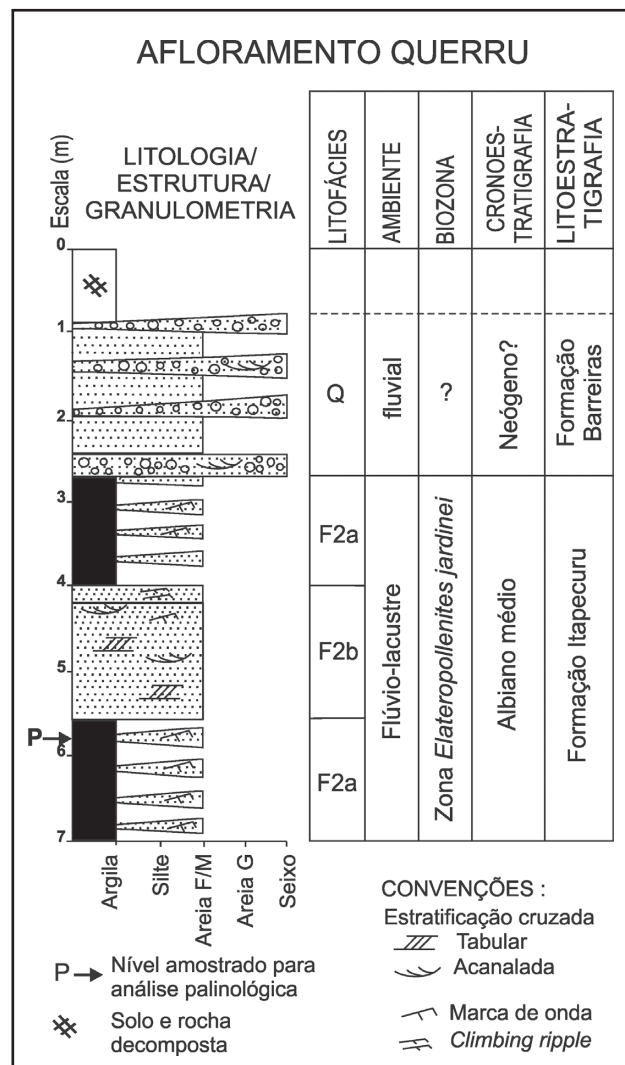 AFLORAMENTO QUERRU
Escala (m)
LITOLOGIA/
ESTRUTURA/
GRANULOMETRIA
LITOFÁCIES
AMBIENTE
BIOZONA
CRONOES-
TRATIGRAFIA
LITOESTRA-
TIGRAFIA
0
1
2
3
4
5
6
7
P
Q
fluvial
?
Neógeno?
Formação
Barreiras
F2a
F2b
F2a
Flúvio-lacustre
Zona Elateropollenites jardinei
Albiano médio
Formação Itapecuru
Argila
Silte
Areia F/M
Areia G
Seixo
P Nível amostrado para
análise palinológica
Solo e rocha
decomposta
CONVENÇÕES :
Estratificação cruzada
Tabular
Acanalada
Marca de onda
Climbing ripple